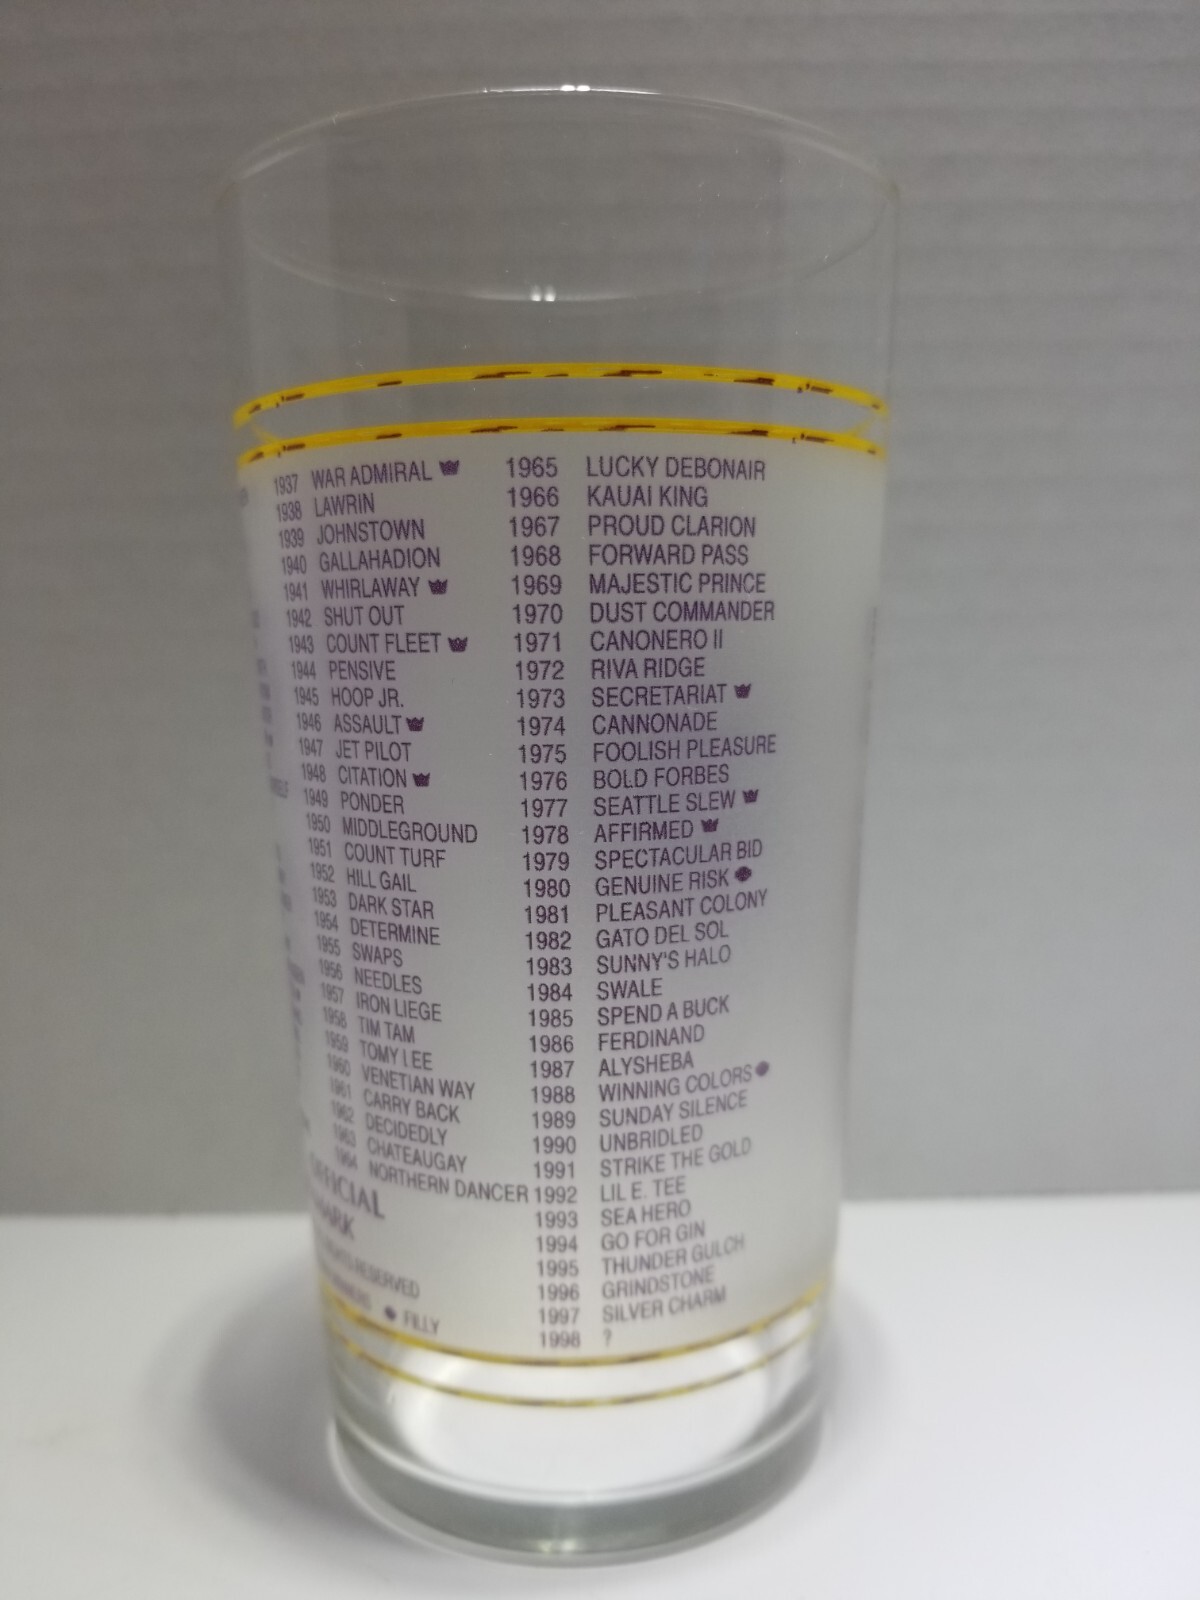 1937 WAR ADMIRAL
1938 LAWRIN
1939 JOHNSTOWN
1940 GALLAHADION
1941 WHIRLAWAY
1942 SHUT OUT
1943 COUNT FLEET
1944 PENSIVE
1945 HOOP JR.
1946 ASSAULT
1947 JET PILOT
1948 CITATION
1949 PONDER
1950 MIDDLEGROUND
1951 COUNT TURF
1952 HILL GAIL
1953 DARK STAR
1954 DETERMINE
1955 SWAPS
1956 NEEDLES
1957 IRON LIEGE
1958 TIM TAM
1959 TOMY LEE
1960 VENETIAN WAY
1961 CARRY BACK
1962 DECIDEDLY
1963 CHATEAUGAY
1964 NORTHERN DANCER
OFFICIAL
RESERVED
FILLY
1965 LUCKY DEBONAIR
1966 KAUAI KING
1967 PROUD CLARION
1968 FORWARD PASS
1969 MAJESTIC PRINCE
1970 DUST COMMANDER
1971 CANONERO II
1972 RIVA RIDGE
1973 SECRETARIAT
1974 CANNONADE
1975 FOOLISH PLEASURE
1976 BOLD FORBES
1977 SEATTLE SLEW
1978 AFFIRMED
1979 SPECTACULAR BID
1980 GENUINE RISK
1981 PLEASANT COLONY
1982 GATO DEL SOL
1983 SUNNY'S HALO
1984 SWALE
1985 SPEND A BUCK
1986 FERDINAND
1987 ALYSHEBA
1988 WINNING COLORS
1989 SUNDAY SILENCE
1990 UNBRIDLED
1991 STRIKE THE GOLD
1992 LIL E. TEE
1993 SEA HERO
1994 GO FOR GIN
1995 THUNDER GULCH
1996 GRINDSTONE
1997 SILVER CHARM
1998 ?